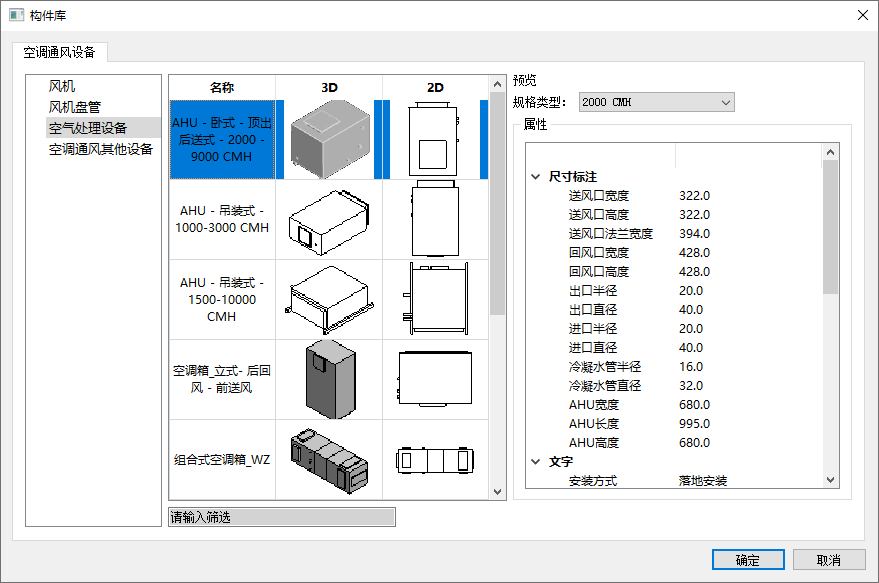 构件库
空调通风设备
风机
风机盘管
空气处理设备
空调通风其他设备
名称
3D
2D
AHU - 卧式 - 顶出
后送式 - 2000 -
9000 CMH
AHU - 吊装式 -
1000-3000 CMH
AHU - 吊装式 -
1500-10000
CMH
空调箱_立式- 后回
风 - 前送风
组合式空调箱_WZ
请输入筛选
预览
规格类型： 2000 CMH
属性
尺寸标注
送风口宽度 322.0
送风口高度 322.0
送风口法兰宽度 394.0
回风口宽度 428.0
回风口高度 428.0
出口半径 20.0
出口直径 40.0
进口半径 20.0
进口直径 40.0
冷凝水管半径 16.0
冷凝水管直径 32.0
AHU宽度 680.0
AHU长度 995.0
AHU高度 680.0
文字
安装方式 落地安装
确定
取消